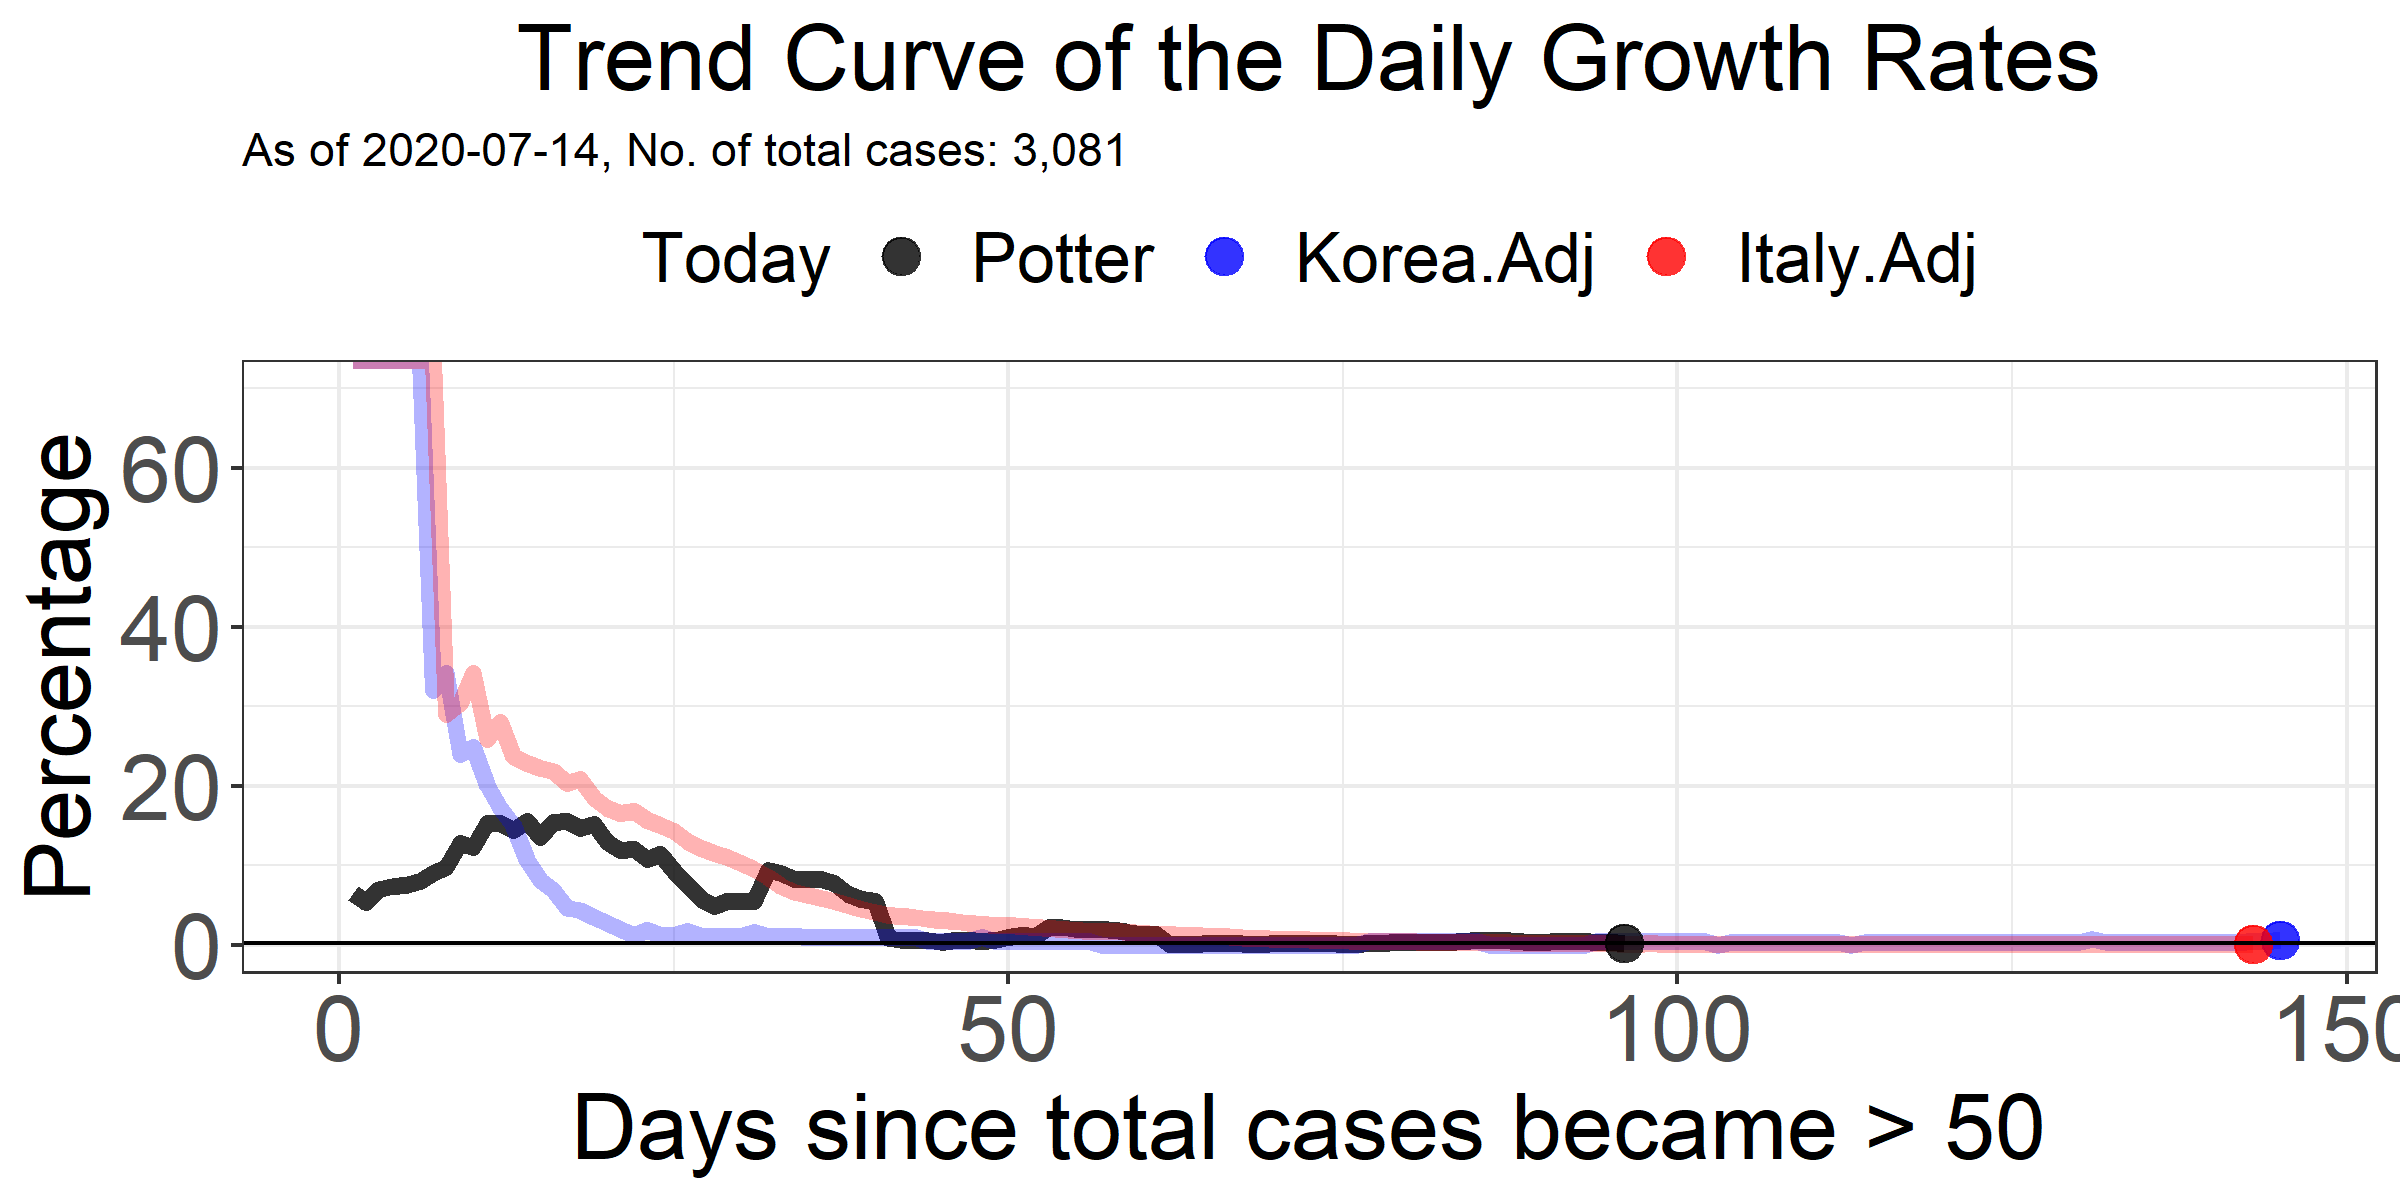 Trend Curve of the Daily Growth Rates
As of 2020-07-14, No. of total cases: 3,081
Today Potter Korea.Adj Italy.Adj
Percentage
60
40
20
0
0 50 100 150
Days since total cases became > 50